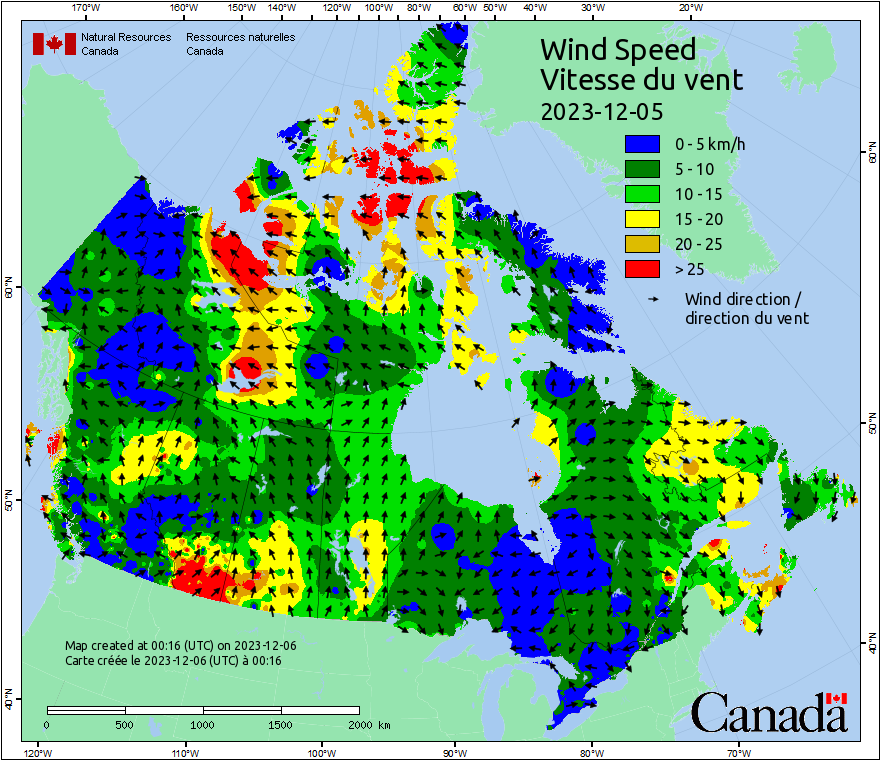 170°W 160°W 150°W 140°W 120°W 100°W 80°W 60°W 50°W 40°W 30°W 20°W
Natural Resources Ressources naturelles
Canada Canada
Wind Speed
Vitesse du vent
2023-12-05
0 - 5 km/h
5 - 10
10 - 15
15 - 20
20 - 25
> 25
Wind direction /
direction du vent
60°N
60°N
50°N
50°N
40°N
40°N
Map created at 00:16 (UTC) on 2023-12-06
Carte créée le 2023-12-06 (UTC) à 00:16
0 500 1000 1500 2000 km
Canada
120°W 110°W 100°W 90°W 80°W 70°W